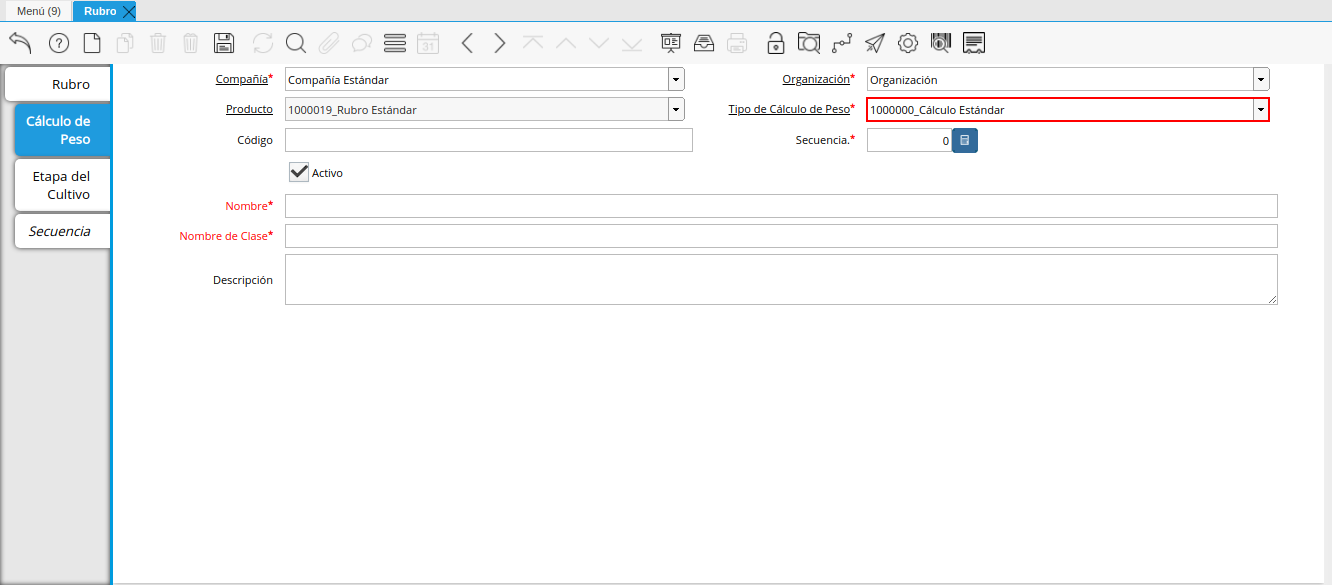 Menú (9)
Rubro
31
Rubro
Cálculo de
Peso
Etapa del
Cultivo
Secuencia
Compañía* Compañía Estándar
Organización* Organización
Producto 1000019_Rubro Estándar
Tipo de Cálculo de Peso* 1000000_Cálculo Estándar
Código
Secuencia.* 0
Activo
Nombre*
Nombre de Clase*
Descripción